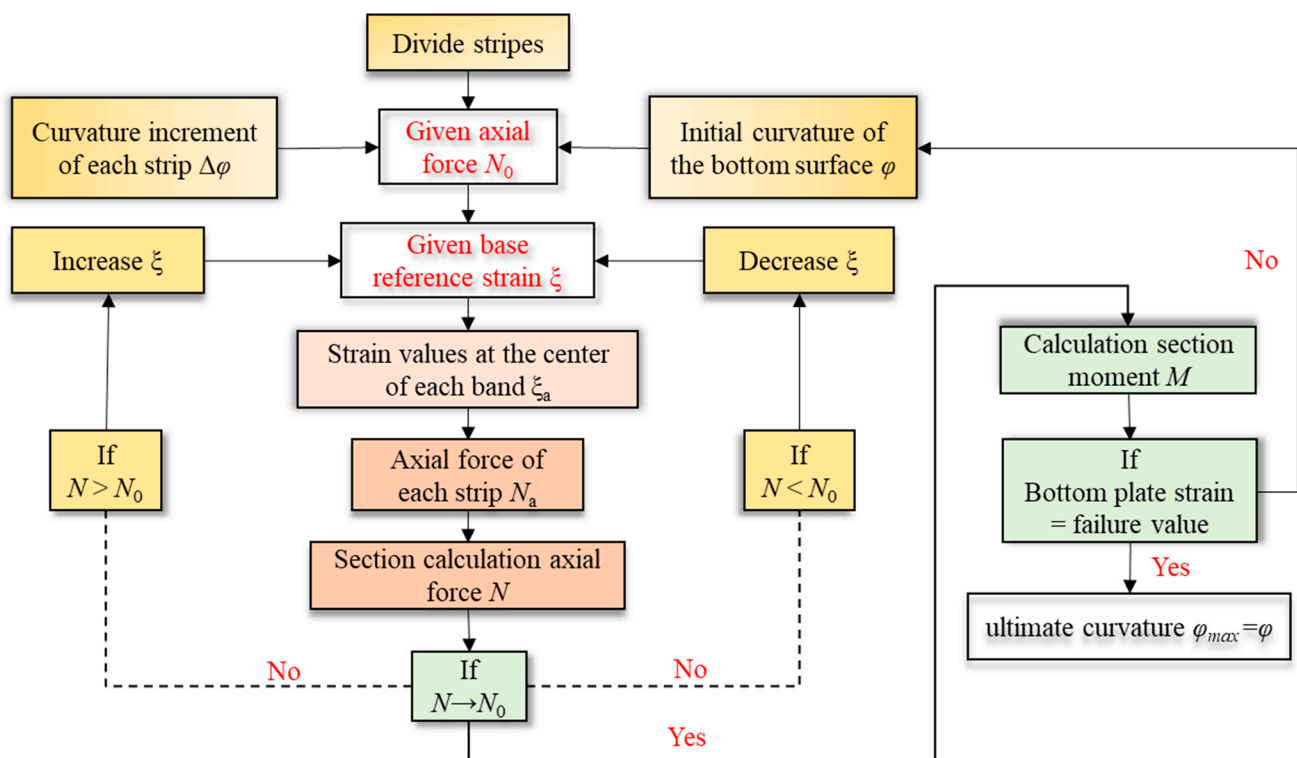 Divide stripes
Curvature increment
of each strip Δφ
Given axial
force N₀
Initial curvature of
the bottom surface φ
Increase ξ
Given base
reference strain ξ
Decrease ξ
No
Strain values at the center
of each band ξₐ
Calculation section
moment M
If
N > N₀
Axial force of
each strip Nₐ
If
N < N₀
If
Bottom plate strain
= failure value
Section calculation axial
force N
Yes
ultimate curvature φmax=φ
No
If
N→N₀
No
Yes